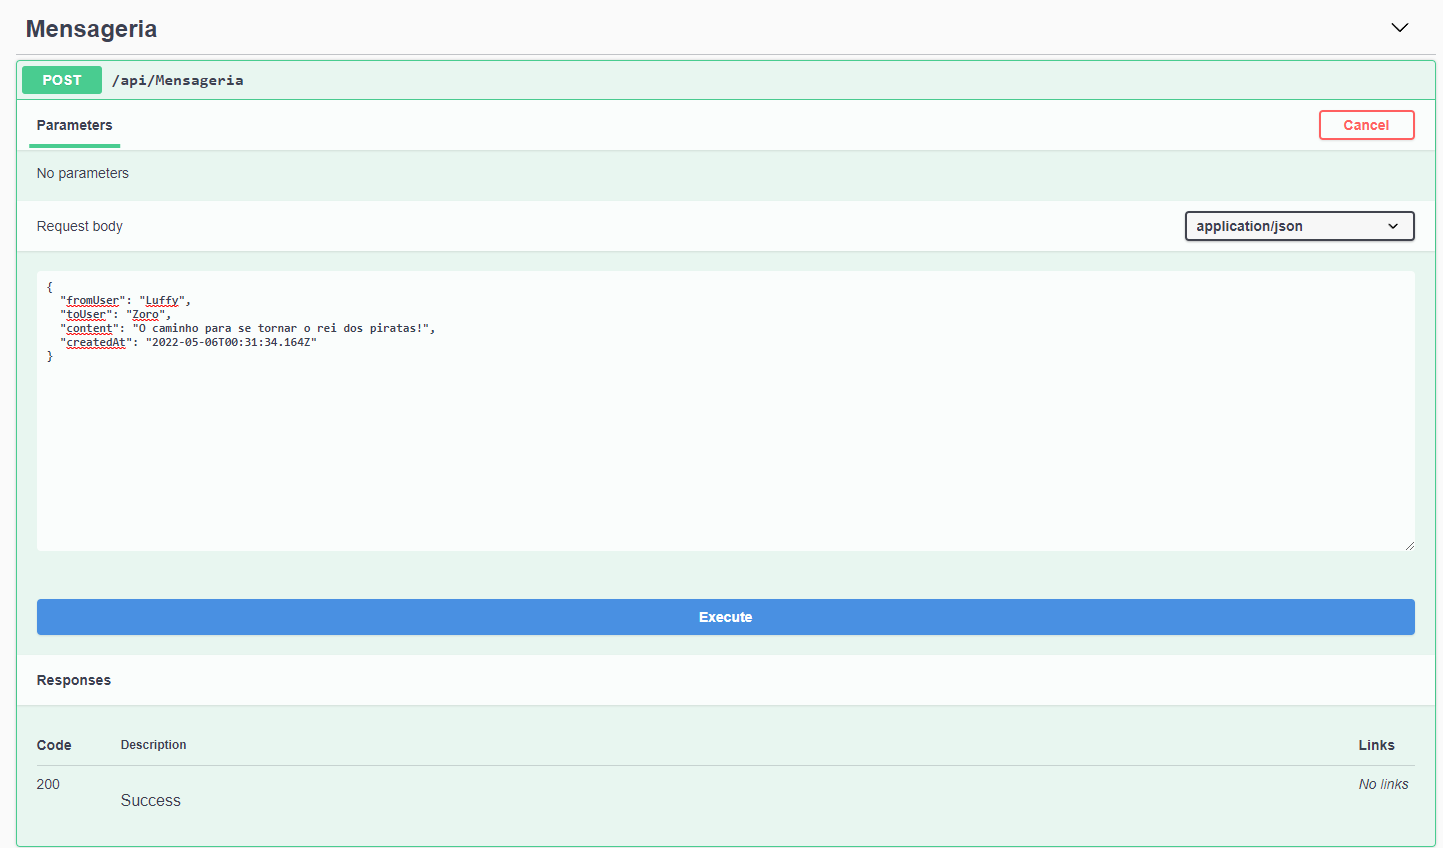 Mensageria
POST /api/Mensageria
Parameters Cancel
No parameters
Request body application/json
{
"fromUser": "Luffy",
"toUser": "Zoro",
"content": "O caminho para se tornar o rei dos piratas!",
"createdAt": "2022-05-06T00:31:34.164Z"
}
Execute
Responses
Code Description Links
200 Success No links